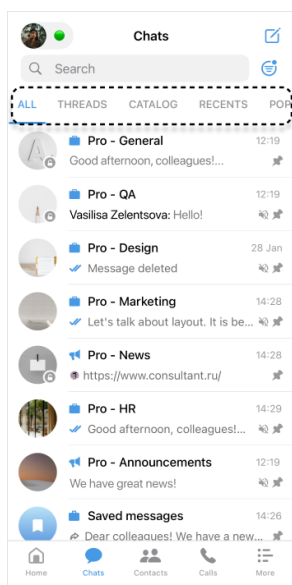 Chats
Search
ALL THREADS CATALOG RECENTS POP
Pro - General 12:19
Good afternoon, colleagues!...
Pro - QA 12:19
Vasilisa Zelentsova: Hello!
Pro - Design 28 Jan
Message deleted
Pro - Marketing 14:28
Let's talk about layout. It is be...
Pro - News 14:28
https://www.consultant.ru/
Pro - HR 14:29
Good afternoon, colleagues!...
Pro - Announcements 12:19
We have great news!
Saved messages 14:26
Dear colleagues! We have a new...
Home Chats Contacts Calls More